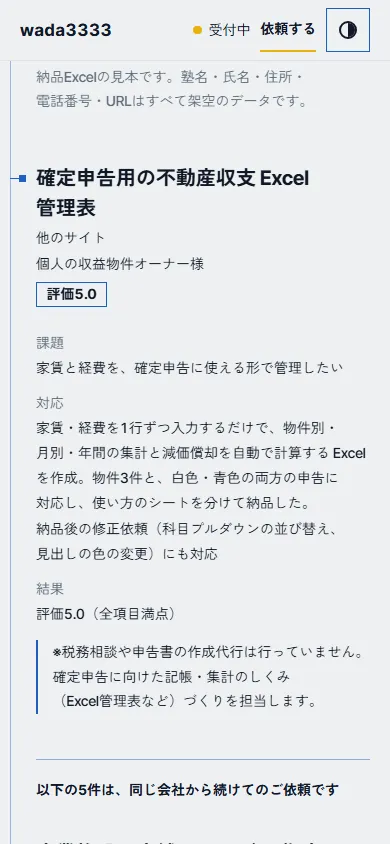 wada3333
受付中
依頼する
納品Excelの見本です。塾名・氏名・住所・
電話番号・URLはすべて架空のデータです。
確定申告用の不動産収支 Excel
管理表
他のサイト
個人の収益物件オーナー様
評価5.0
課題
家賃と経費を、確定申告に使える形で管理したい
対応
家賃・経費を1行ずつ入力するだけで、物件別・
月別・年間の集計と減価償却を自動で計算する Excel
を作成。物件3件と、白色・青色の両方の申告に
対応し、使い方のシートを分けて納品した。
納品後の修正依頼（科目プルダウンの並び替え、
見出しの色の変更）にも対応
結果
評価5.0（全項目満点）
※税務相談や申告書の作成代行は行っていません。
確定申告に向けた記帳・集計のしくみ
（Excel管理表など）づくりを担当します。
以下の5件は、同じ会社から続けてのご依頼です